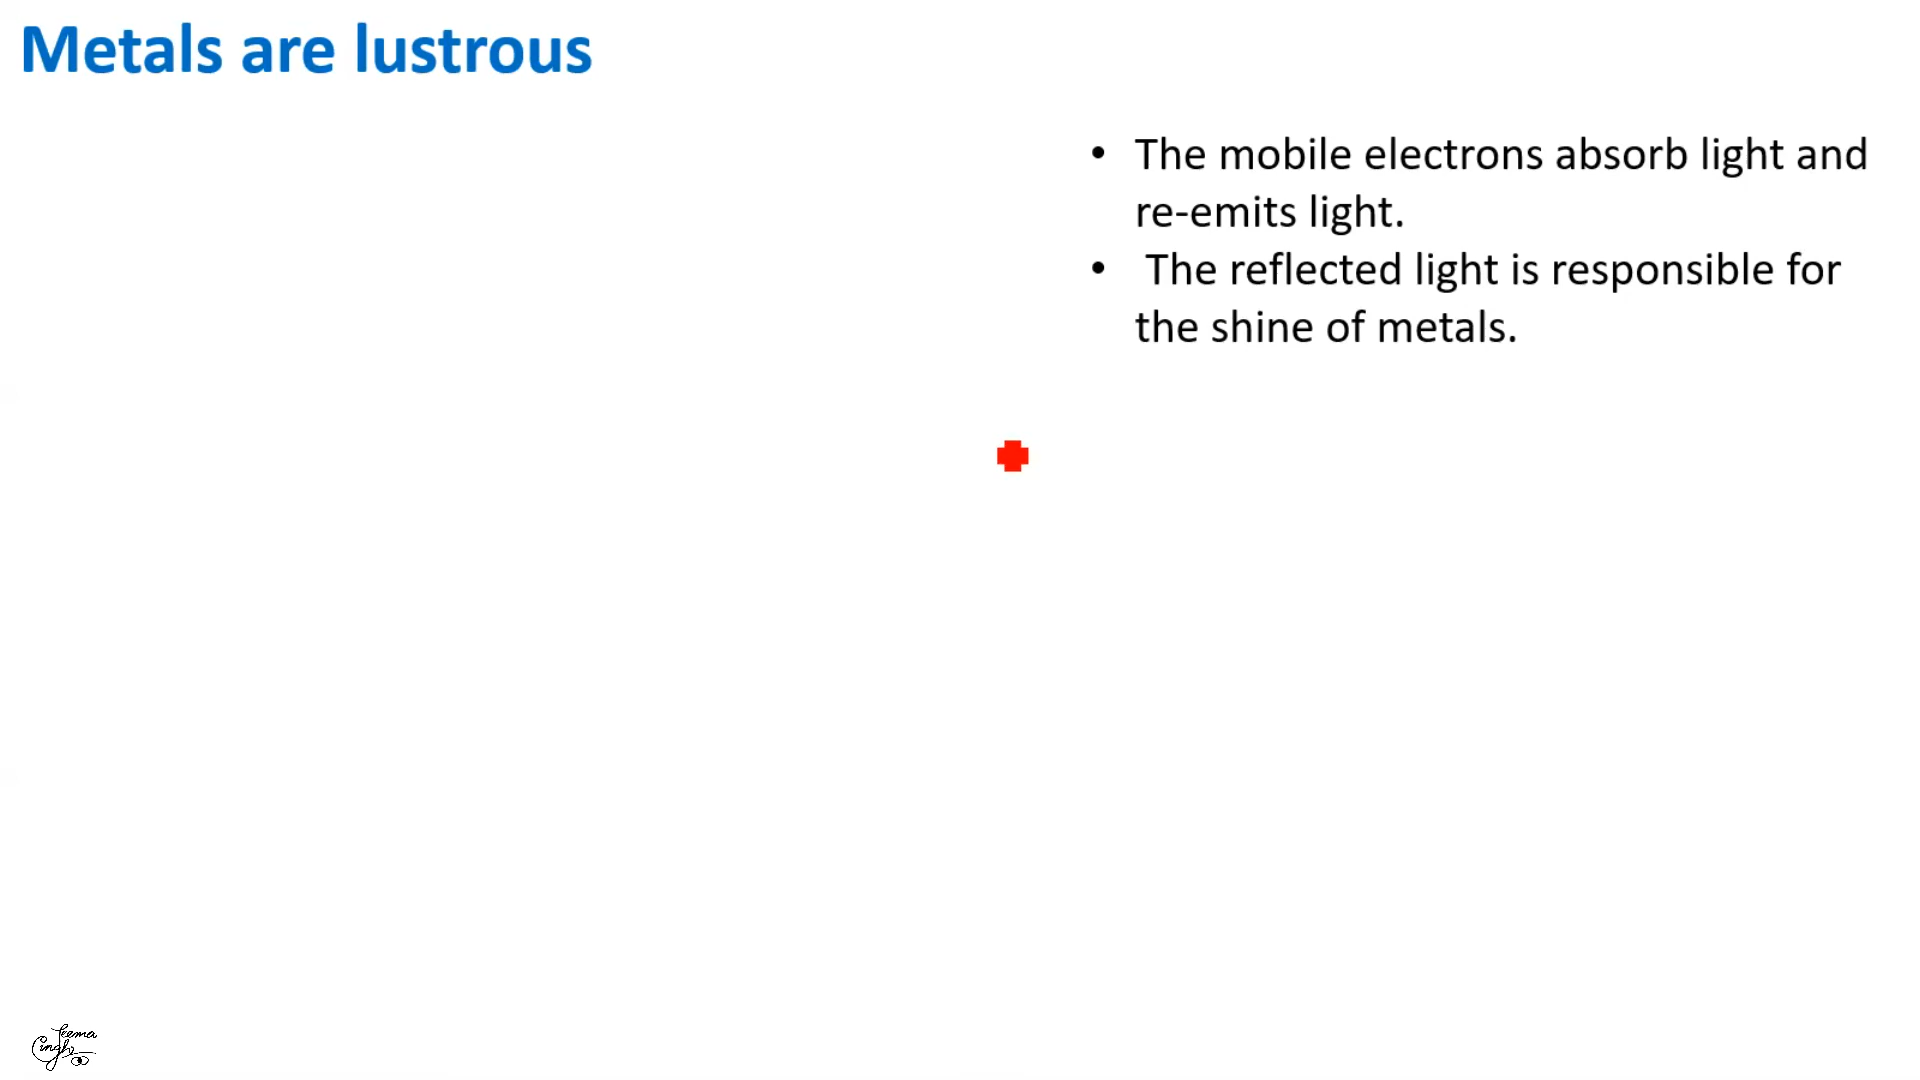 Metals are lustrous
• The mobile electrons absorb light and
re-emits light.
• The reflected light is responsible for
the shine of metals.